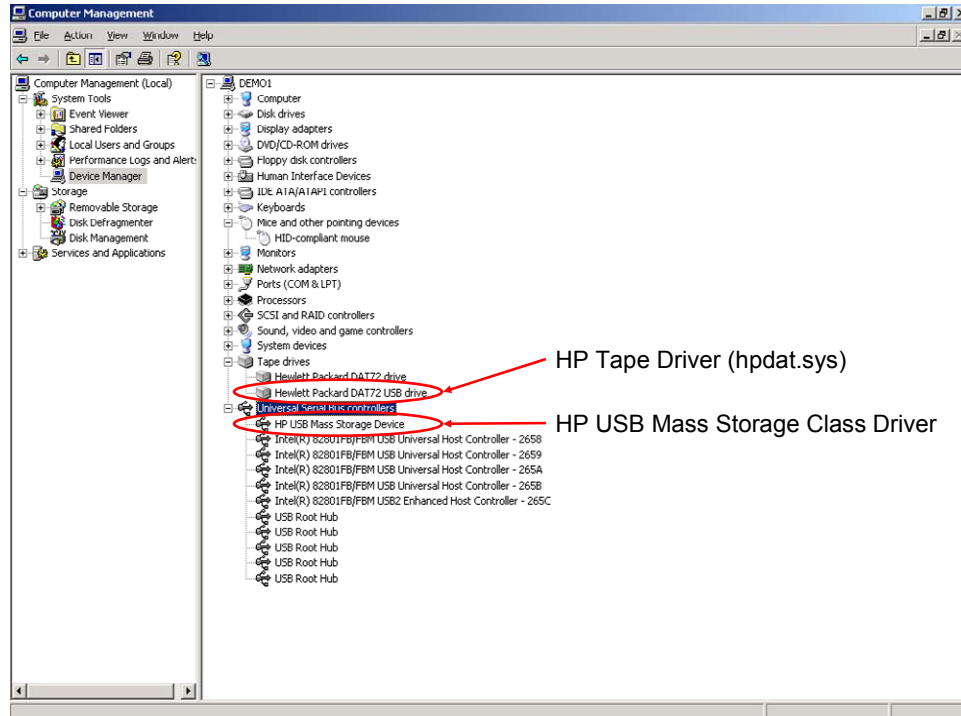 Computer Management
File Action View Window Help
Computer Management (Local)
System Tools
Event Viewer
Shared Folders
Local Users and Groups
Performance Logs and Alert:
Device Manager
Storage
Removable Storage
Disk Defragmenter
Disk Management
Services and Applications
DEMO1
Computer
Disk drives
Display adapters
DVD/CD-ROM drives
Floppy disk controllers
Human Interface Devices
IDE ATA/ATAPI controllers
Keyboards
Mice and other pointing devices
HID-compliant mouse
Monitors
Network adapters
Ports (COM & LPT)
Processors
SCSI and RAID controllers
Sound, video and game controllers
System devices
Tape drives
Hewlett Packard DAT72 drive
Hewlett Packard DAT72 USB drive
Universal Serial Bus controllers
HP USB Mass Storage Device
Intel(R) 82801FB/FBM USB Universal Host Controller - 2658
Intel(R) 82801FB/FBM USB Universal Host Controller - 2659
Intel(R) 82801FB/FBM USB Universal Host Controller - 265A
Intel(R) 82801FB/FBM USB Universal Host Controller - 265B
Intel(R) 82801FB/FBM USB2 Enhanced Host Controller - 265C
USB Root Hub
USB Root Hub
USB Root Hub
USB Root Hub
USB Root Hub
HP Tape Driver (hpdat.sys)
HP USB Mass Storage Class Driver